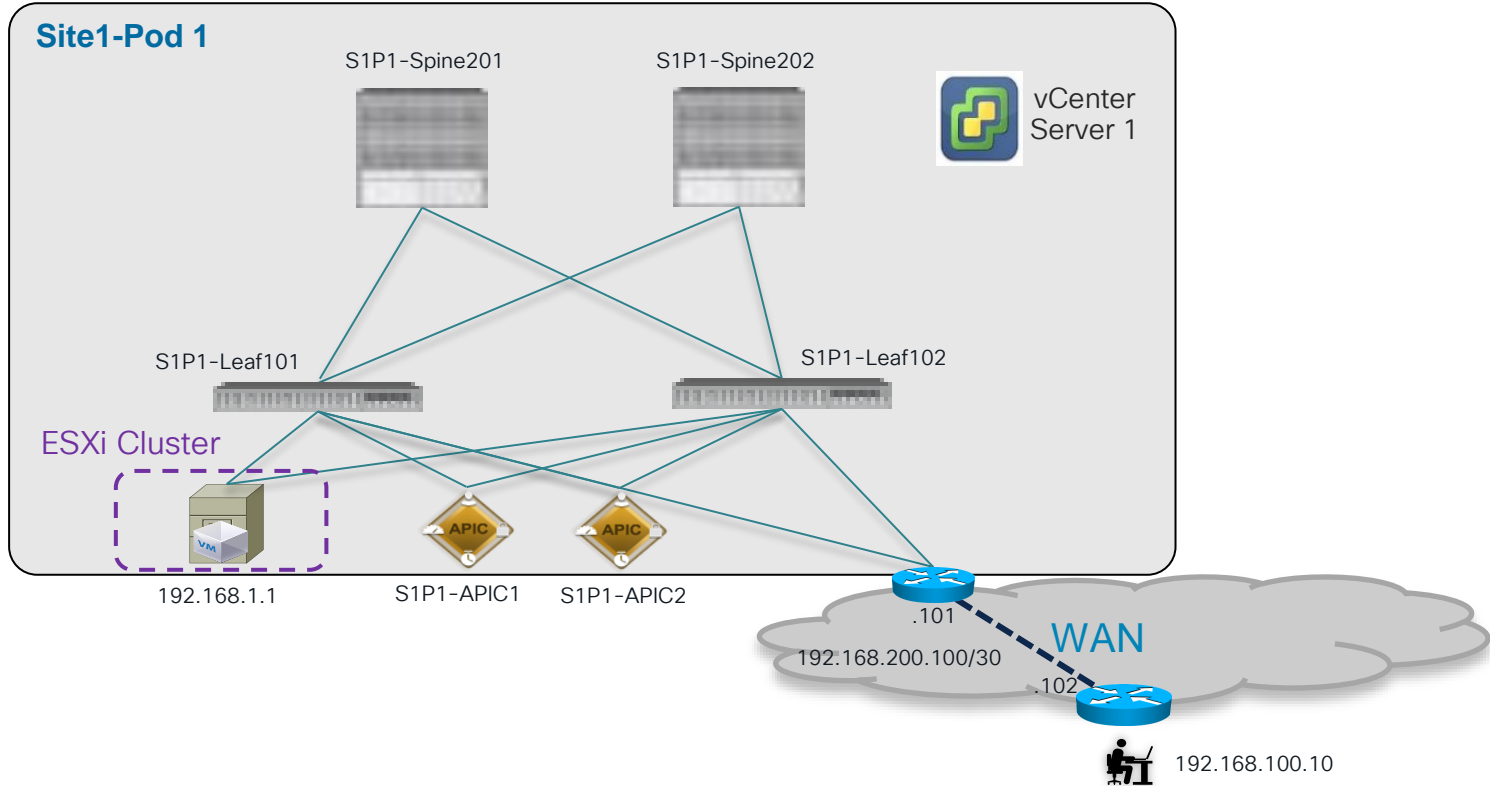 Site1-Pod 1
S1P1-Spine201
S1P1-Spine202
vCenter
Server 1
S1P1-Leaf101
S1P1-Leaf102
ESXi Cluster
VM
APIC
APIC
192.168.1.1
S1P1-APIC1
S1P1-APIC2
.101
WAN
192.168.200.100/30
.102
192.168.100.10